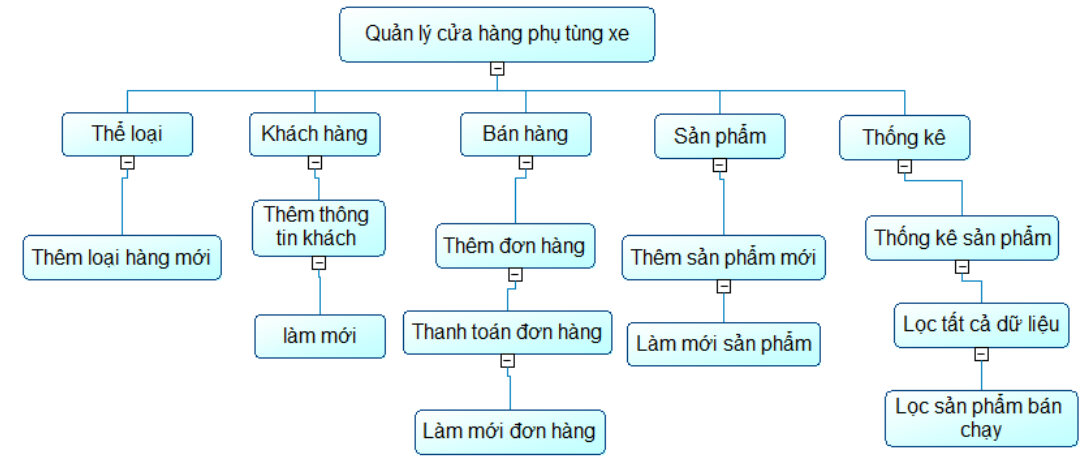 Quản lý cửa hàng phụ tùng xe
Thể loại
Khách hàng
Bán hàng
Sản phẩm
Thống kê
Thêm loại hàng mới
Thêm thông
tin khách
làm mới
Thêm đơn hàng
Thanh toán đơn hàng
Làm mới đơn hàng
Thêm sản phẩm mới
Làm mới sản phẩm
Thống kê sản phẩm
Lọc tất cả dữ liệu
Lọc sản phẩm bán
chạy